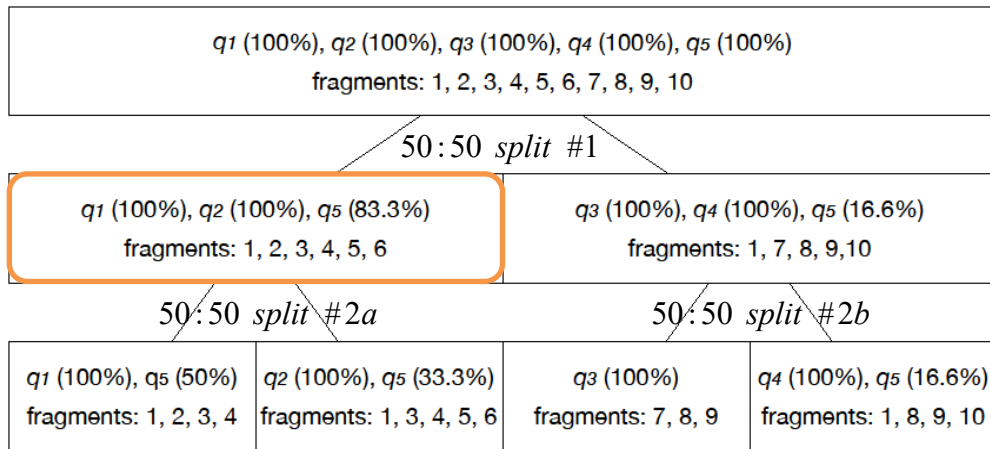 q1 (100%), q2 (100%), q3 (100%), q4 (100%), q5 (100%)
fragments: 1, 2, 3, 4, 5, 6, 7, 8, 9, 10
50:50 split #1
q1 (100%), q2 (100%), q5 (83.3%)
fragments: 1, 2, 3, 4, 5, 6
q3 (100%), q4 (100%), q5 (16.6%)
fragments: 1, 7, 8, 9,10
50:50 split #2a
50:50 split #2b
q1 (100%), q5 (50%)
fragments: 1, 2, 3, 4
q2 (100%), q5 (33.3%)
fragments: 1, 3, 4, 5, 6
q3 (100%)
fragments: 7, 8, 9
q4 (100%), q5 (16.6%)
fragments: 1, 8, 9, 10